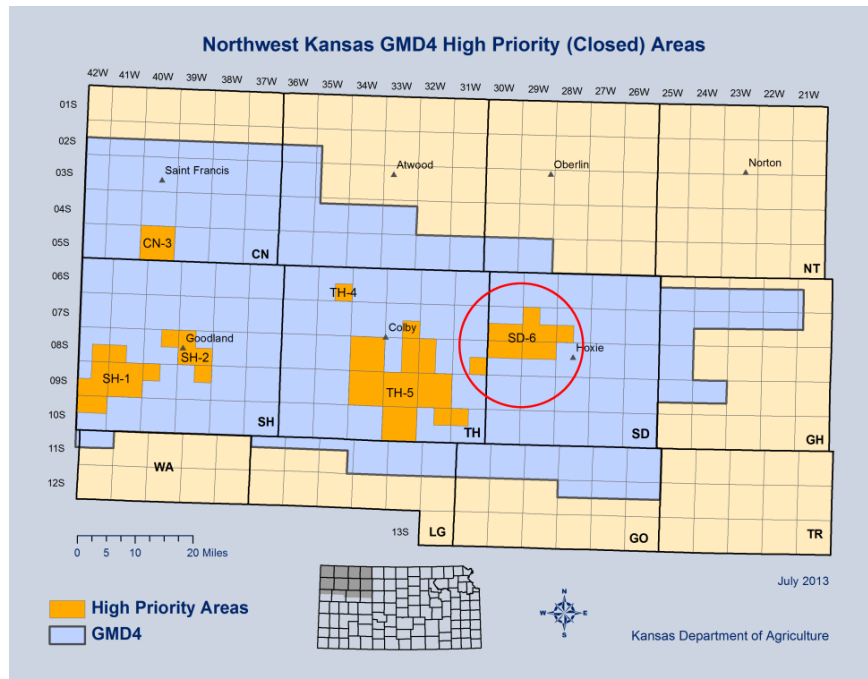 Northwest Kansas GMD4 High Priority (Closed) Areas
42W 41W 40W 39W 38W 37W 36W 35W 34W 33W 32W 31W 30W 29W 28W 27W 26W 25W 24W 23W 22W 21W
01S
02S
03S
Saint Francis
Atwood
Oberlin
Norton
04S
05S
CN-3
CN
NT
06S
TH-4
07S
Colby
08S
Goodland
SH-2
SD-6
Hoxie
SH-1
09S
TH-5
10S
SH
TH
SD
GH
11S
WA
12S
13S
LG
GO
TR
0 5 10 20 Miles
July 2013
High Priority Areas
GMD4
N
W E
S
Kansas Department of Agriculture